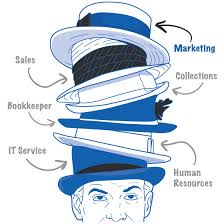 Marketing
Sales
Collections
Bookkeeper
IT Service
Human
Resources